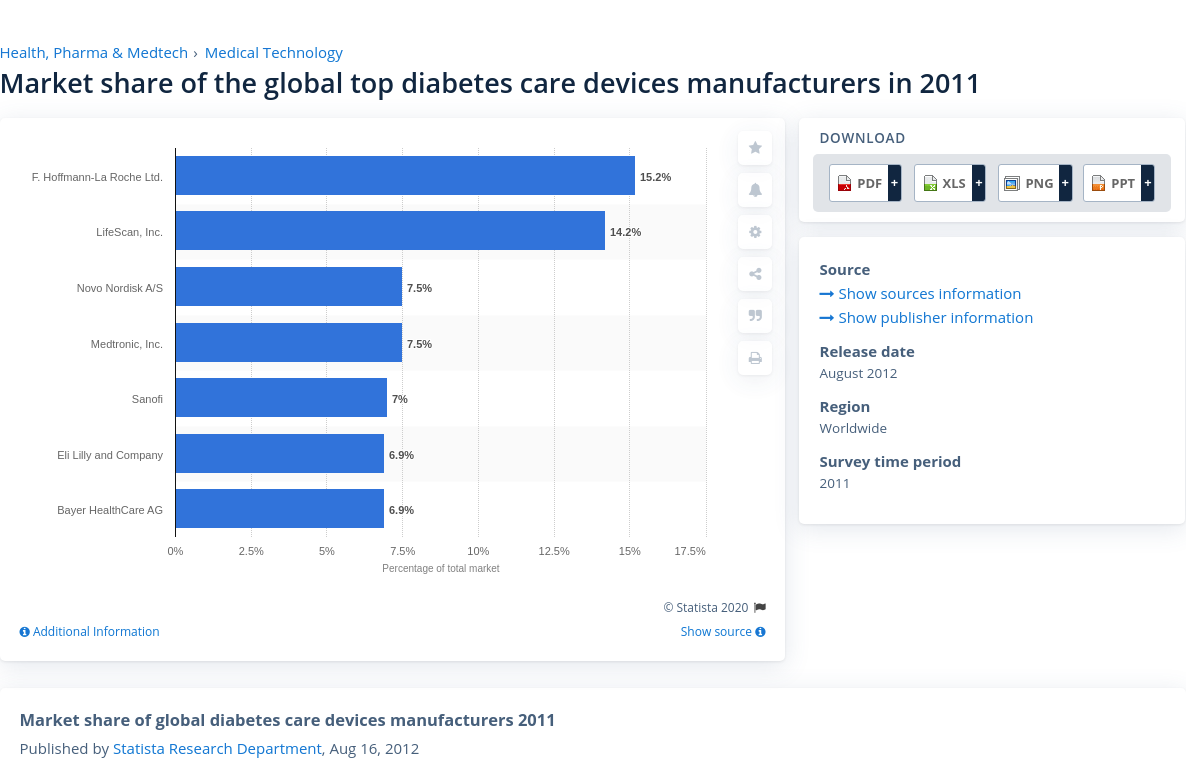 Health, Pharma & Medtech › Medical Technology
Market share of the global top diabetes care devices manufacturers in 2011
F. Hoffmann-La Roche Ltd. 15.2%
LifeScan, Inc. 14.2%
Novo Nordisk A/S 7.5%
Medtronic, Inc. 7.5%
Sanofi 7%
Eli Lilly and Company 6.9%
Bayer HealthCare AG 6.9%
0% 2.5% 5% 7.5% 10% 12.5% 15% 17.5%
Percentage of total market
© Statista 2020
Additional Information Show source
DOWNLOAD
PDF + XLS + PNG + PPT +
Source
Show sources information
Show publisher information
Release date
August 2012
Region
Worldwide
Survey time period
2011
Market share of global diabetes care devices manufacturers 2011
Published by Statista Research Department, Aug 16, 2012